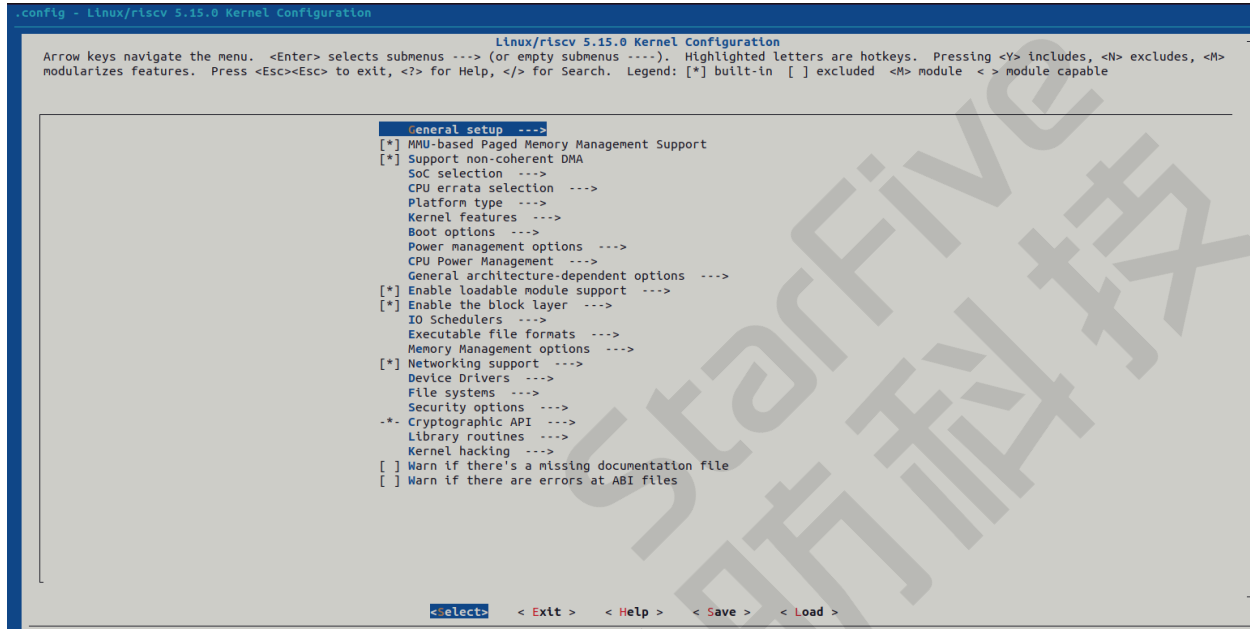 .config - Linux/riscv 5.15.0 Kernel Configuration
Linux/riscv 5.15.0 Kernel Configuration
Arrow keys navigate the menu.  <Enter> selects submenus ---> (or empty submenus ----).  Highlighted letters are hotkeys.  Pressing <Y> includes, <N> excludes, <M>
modularizes features.  Press <Esc><Esc> to exit, <?> for Help, </> for Search.  Legend: [*] built-in  [ ] excluded  <M> module  < > module capable
General setup  --->
[*] MMU-based Paged Memory Management Support
[*] Support non-coherent DMA
SoC selection  --->
CPU errata selection  --->
Platform type  --->
Kernel features  --->
Boot options  --->
Power management options  --->
CPU Power Management  --->
General architecture-dependent options  --->
[*] Enable loadable module support  --->
[*] Enable the block layer  --->
IO Schedulers  --->
Executable file formats  --->
Memory Management options  --->
[*] Networking support  --->
Device Drivers  --->
File systems  --->
Security options  --->
-*- Cryptographic API  --->
Library routines  --->
Kernel hacking  --->
[ ] Warn if there's a missing documentation file
[ ] Warn if there are errors at ABI files
<Select>    < Exit >    < Help >    < Save >    < Load >
StarFive
昉科技